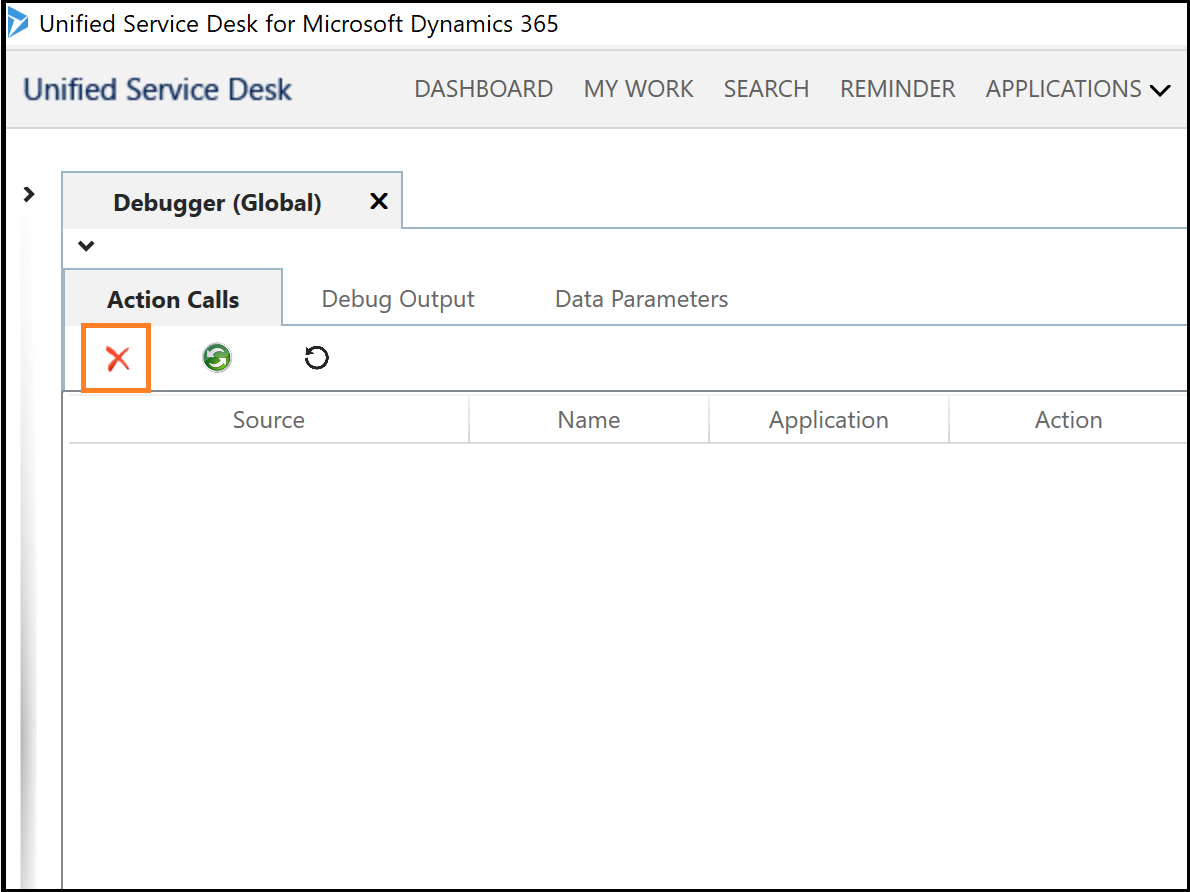 Unified Service Desk for Microsoft Dynamics 365
Unified Service Desk DASHBOARD MY WORK SEARCH REMINDER APPLICATIONS
Debugger (Global)
Action Calls Debug Output Data Parameters
Source Name Application Action